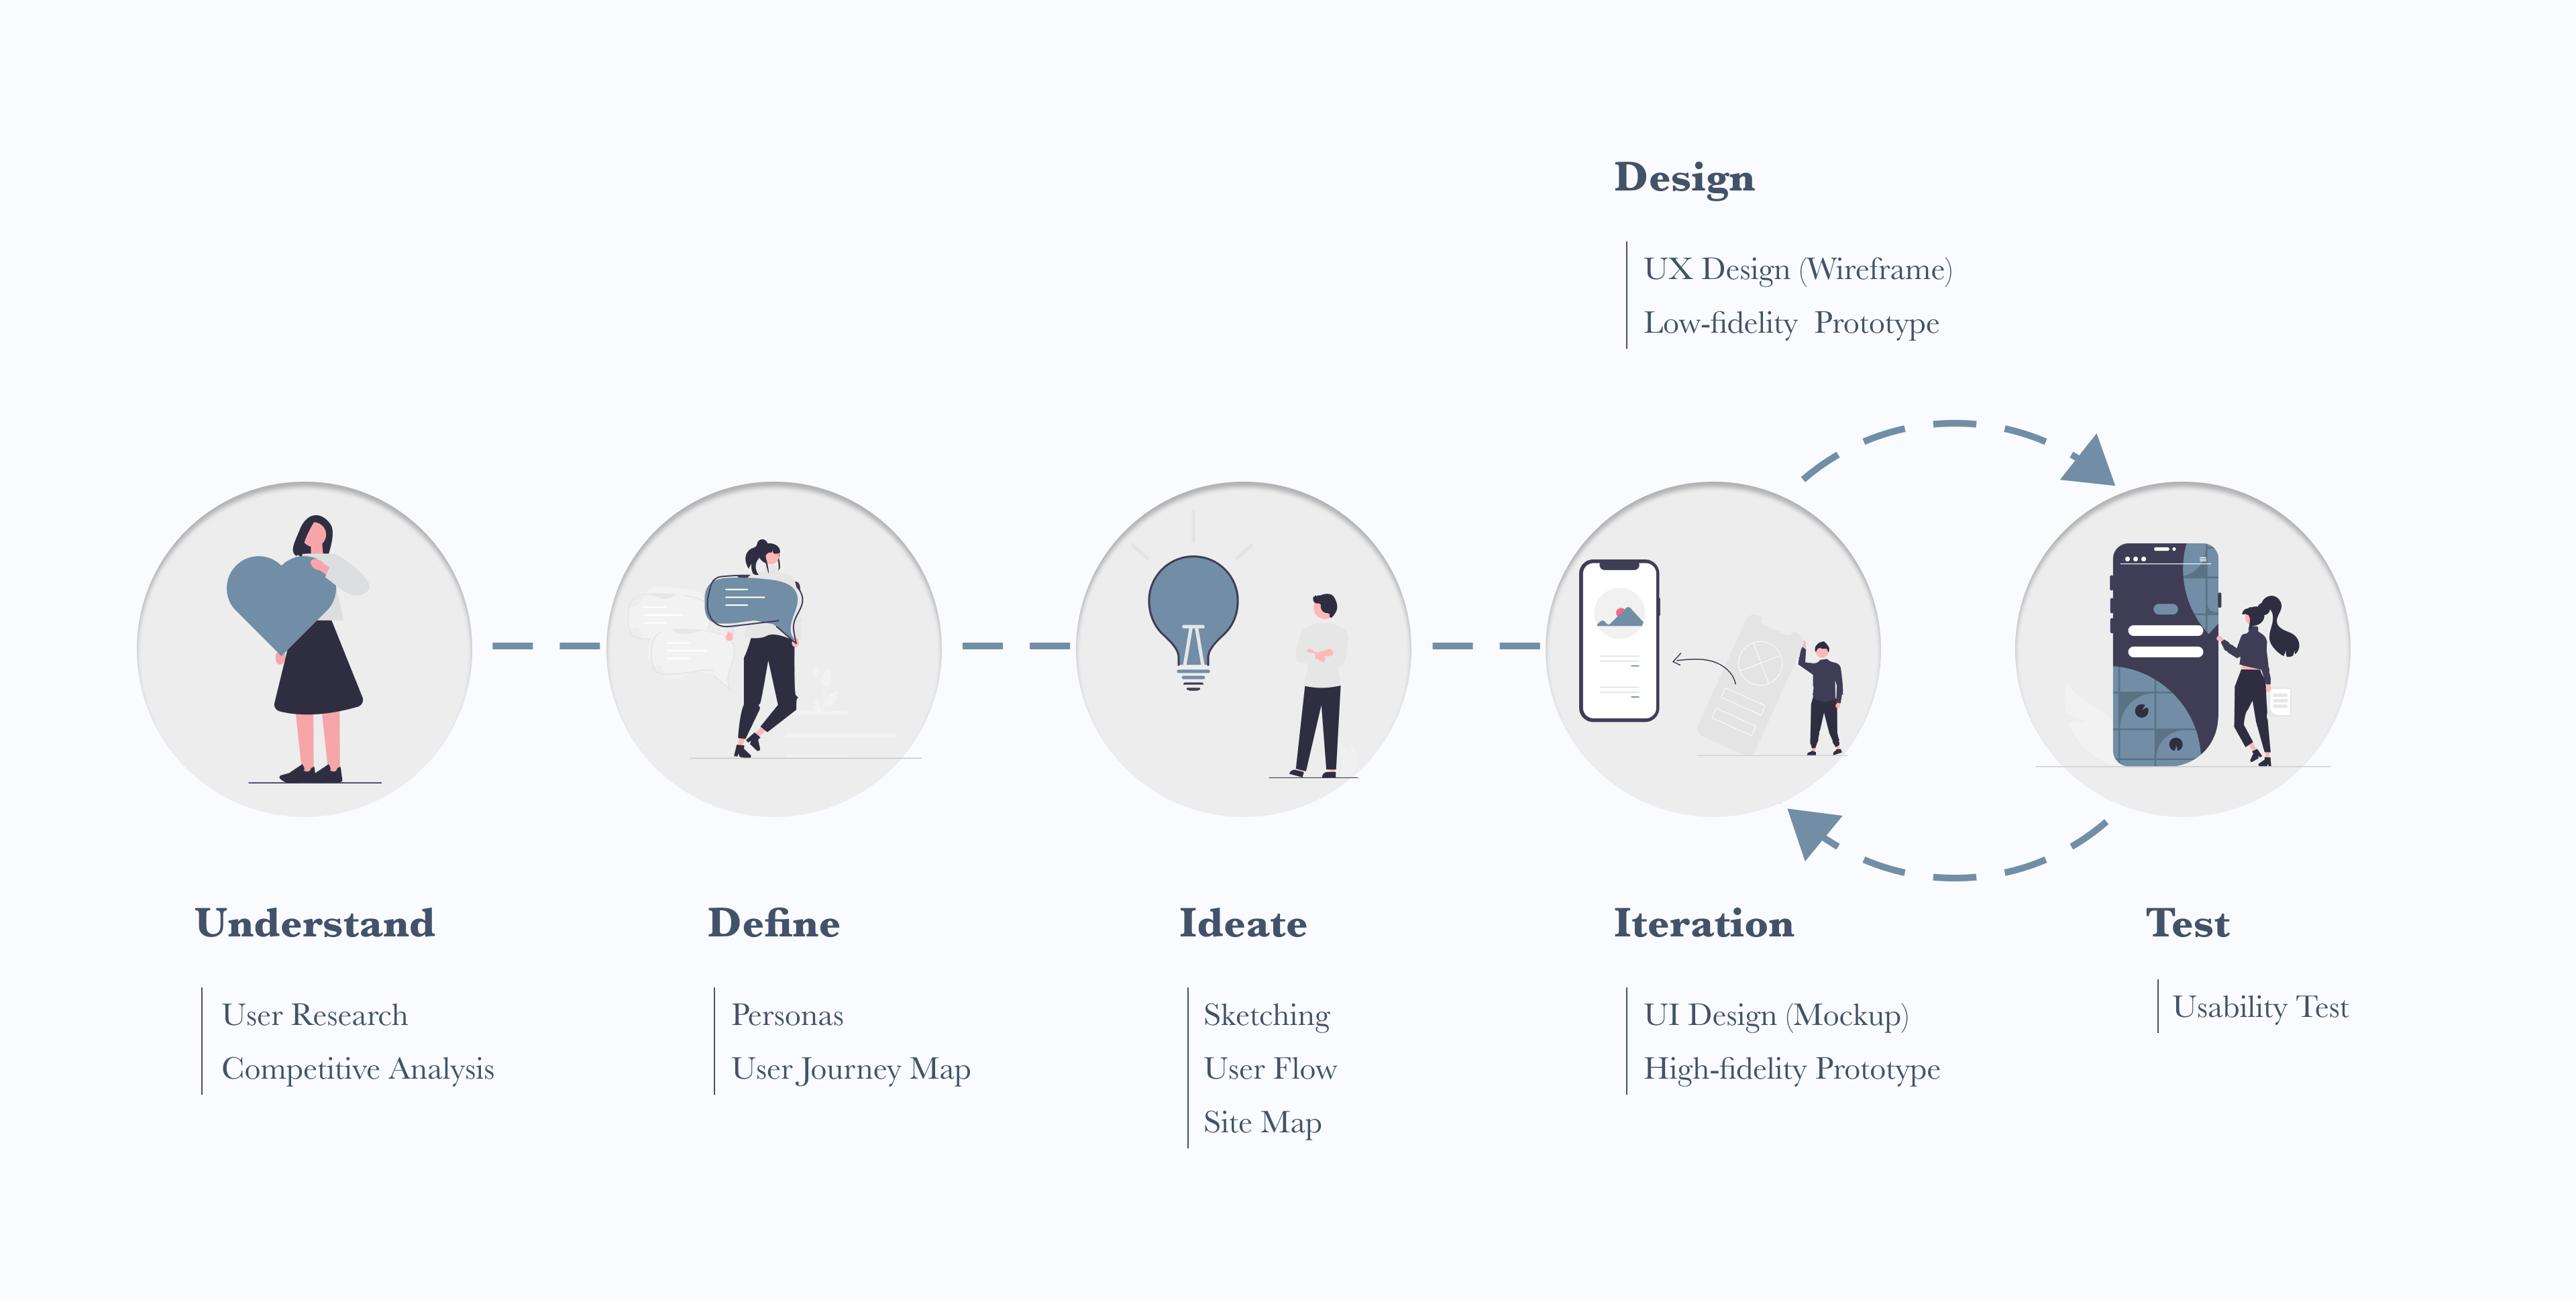 Design
UX Design (Wireframe)
Low-fidelity Prototype
Understand
User Research
Competitive Analysis
Define
Personas
User Journey Map
Ideate
Sketching
User Flow
Site Map
Iteration
UI Design (Mockup)
High-fidelity Prototype
Test
Usability Test